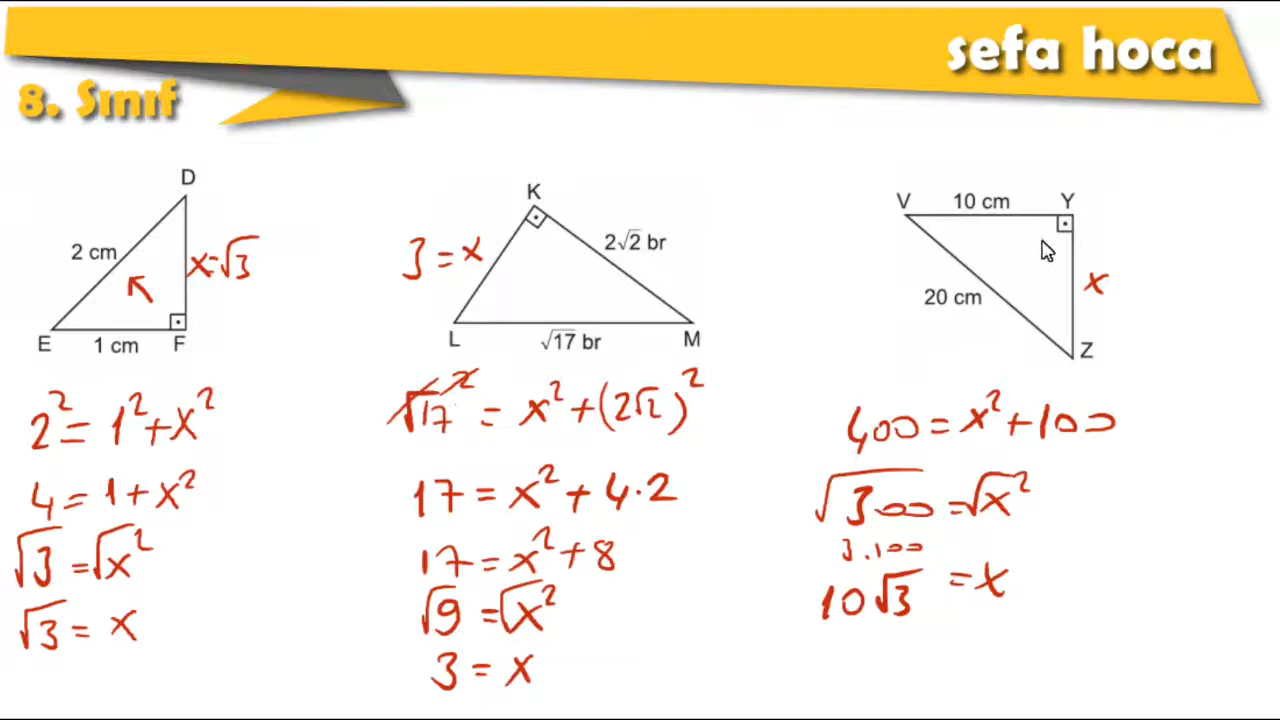 sefa hoca
8. Sınıf
D
2 cm
x=√3
E
1 cm
F
2² = 1² + x²
4 = 1 + x²
√3 = √x²
√3 = x
K
3 = x
2√2 br
L
√17 br
M
√17² = x² + (2√2)²
17 = x² + 4·2
17 = x² + 8
√9 = √x²
3 = x
V
10 cm
Y
20 cm
x
Z
400 = x² + 100
√300 = √x²
3.100
10√3 = x